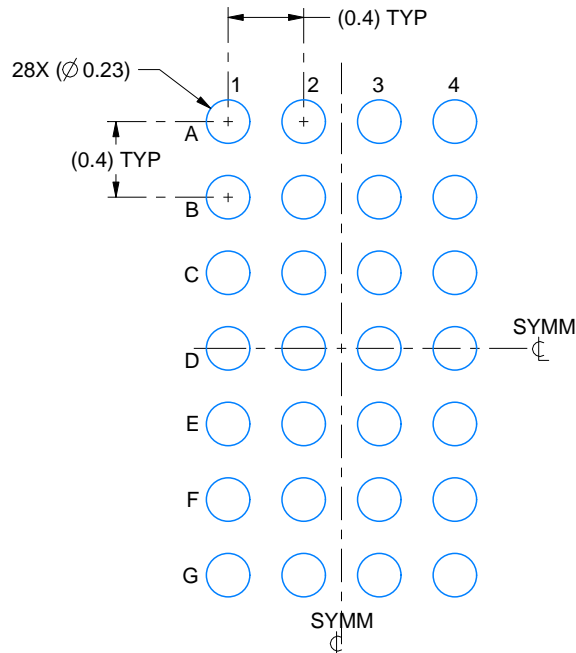 (0.4) TYP
28X (∅ 0.23)
1 2 3 4
A
(0.4) TYP
B
C
SYMM
℄
D
E
F
G
SYMM
℄